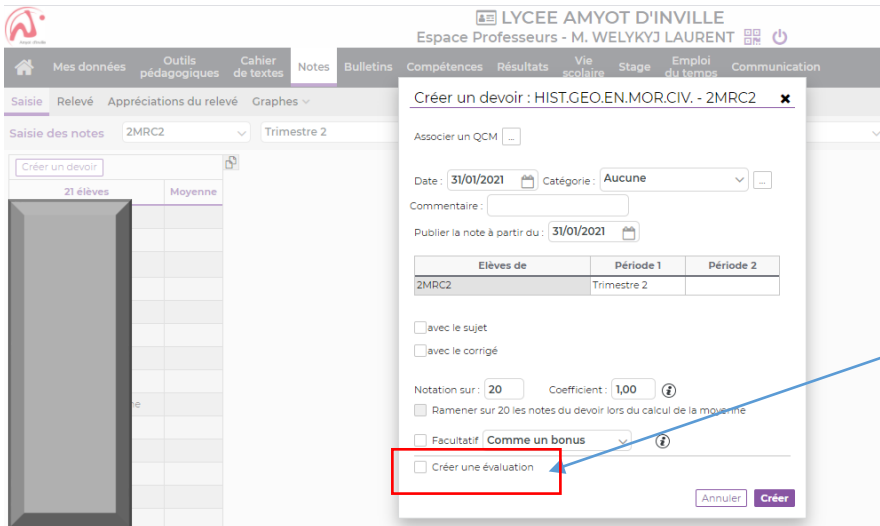 LYCEE AMYOT D'INVILLE
Espace Professeurs - M. WELYKYJ LAURENT
Mes données Outils pédagogiques Cahier de textes Notes Bulletins Compétences Résultats Vie scolaire Stage Emploi du temps Communication
Saisie Relevé Appréciations du relevé Graphes
Saisie des notes 2MRC2 Trimestre 2
Créer un devoir
21 élèves Moyenne
ne
Créer un devoir : HIST.GEO.EN.MOR.CIV. - 2MRC2
Associer un QCM ...
Date : 31/01/2021 Catégorie : Aucune ...
Commentaire :
Publier la note à partir du : 31/01/2021
Elèves de Période 1 Période 2
2MRC2 Trimestre 2
avec le sujet
avec le corrigé
Notation sur : 20 Coefficient : 1,00
Ramener sur 20 les notes du devoir lors du calcul de la moyenne
Facultatif Comme un bonus
Créer une évaluation
Annuler Créer